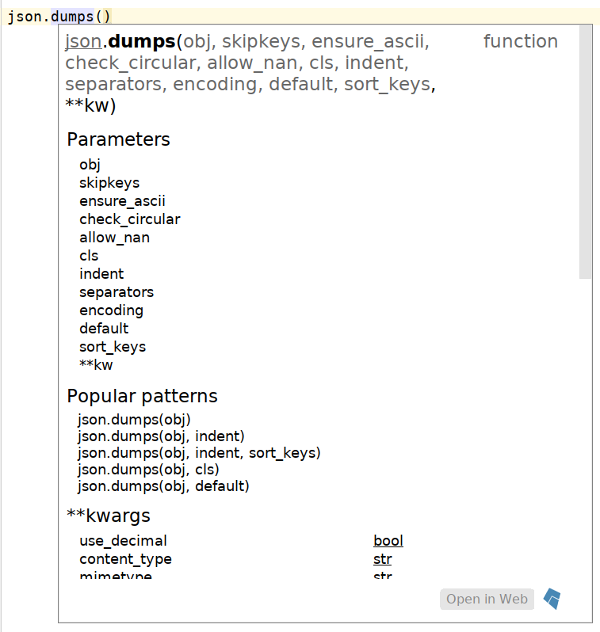 json.dumps()
json.dumps(obj, skipkeys, ensure_ascii, function
check_circular, allow_nan, cls, indent,
separators, encoding, default, sort_keys,
**kw)
Parameters
obj
skipkeys
ensure_ascii
check_circular
allow_nan
cls
indent
separators
encoding
default
sort_keys
**kw
Popular patterns
json.dumps(obj)
json.dumps(obj, indent)
json.dumps(obj, indent, sort_keys)
json.dumps(obj, cls)
json.dumps(obj, default)
**kwargs
use_decimal bool
content_type str
mimetype str
Open in Web